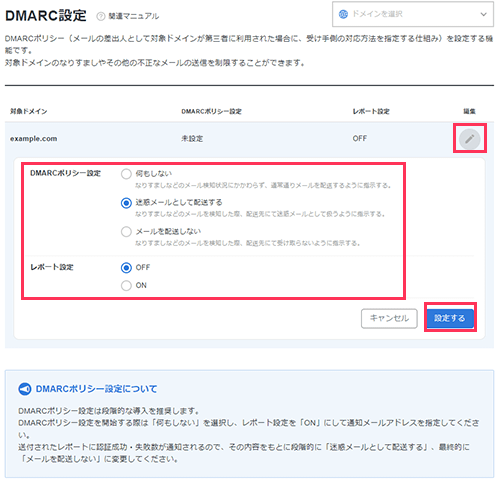 DMARC設定 ? 関連マニュアル
ドメインを選択
DMARCポリシー（メールの差出人として対象ドメインが第三者に利用された場合に、受け手側の対応方法を指定する仕組み）を設定する機
能です。
対象ドメインのなりすましやその他の不正なメールの送信を制限することができます。
対象ドメイン DMARCポリシー設定 レポート設定 編集
example.com 未設定 OFF
DMARCポリシー設定 何もしない
なりすましなどのメール検知状況にかかわらず、通常通りメールを配送するように指示する。
迷惑メールとして配送する
なりすましなどのメールを検知した際、配送先にて迷惑メールとして扱うように指示する。
メールを配送しない
なりすましなどのメールを検知した際、配送先にて受け取らないように指示する。
レポート設定 OFF
ON
キャンセル 設定する
DMARCポリシー設定について
DMARCポリシー設定は段階的な導入を推奨します。
DMARCポリシー設定を開始する際は「何もしない」を選択し、レポート設定を「ON」にして通知メールアドレスを指定してくださ
い。
送付されたレポートに認証成功・失敗数が通知されるので、その内容をもとに段階的に「迷惑メールとして配送する」、最終的に
「メールを配送しない」に変更してください。